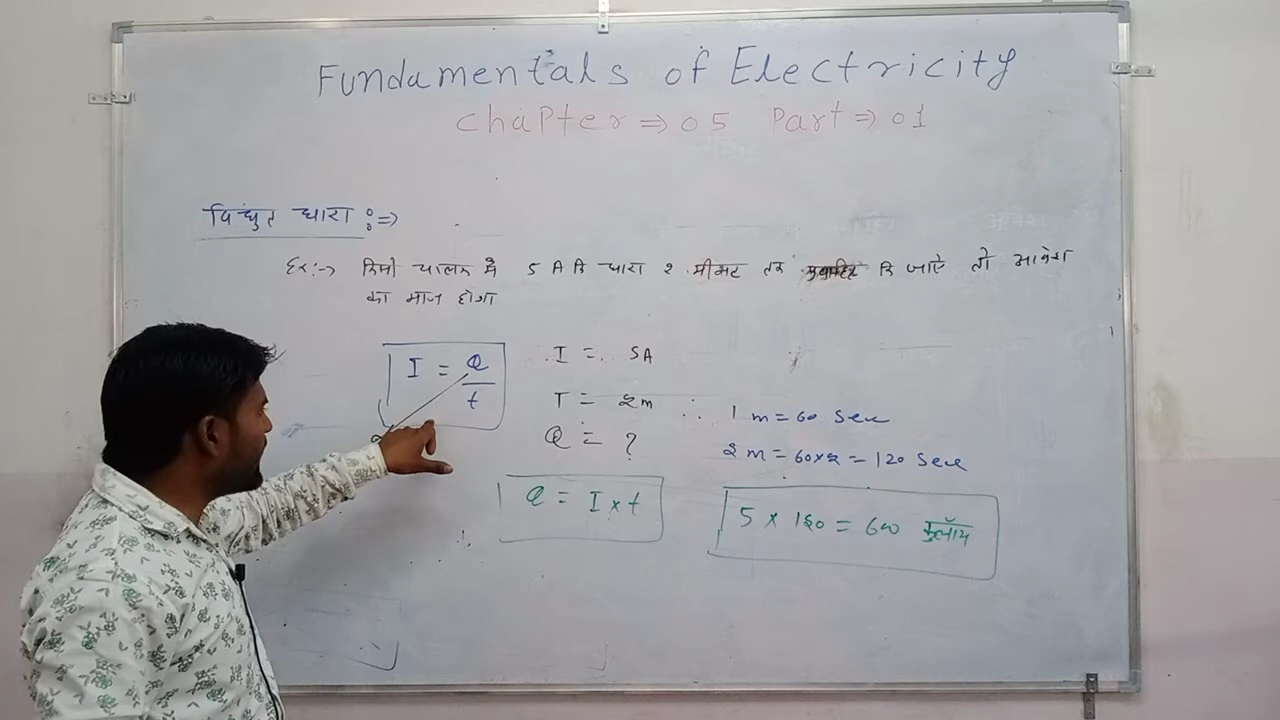 Fundamentals of Electricity
Chapter ⇒ 05 Part ⇒ 01
विद्युत धारा :⇒
Ex:-> किसी चालक में 5 A कि धारा 2 मीनट तक प्रवाहित कि जाऐ तो आवेश
का मान होगा
I = Q/t
I = 5A
T = 2m ∴ 1 m = 60 Sec
Q = ?
2 m = 60×2 = 120 Sec
Q = I × t
5 × 120 = 600 कुलॉम